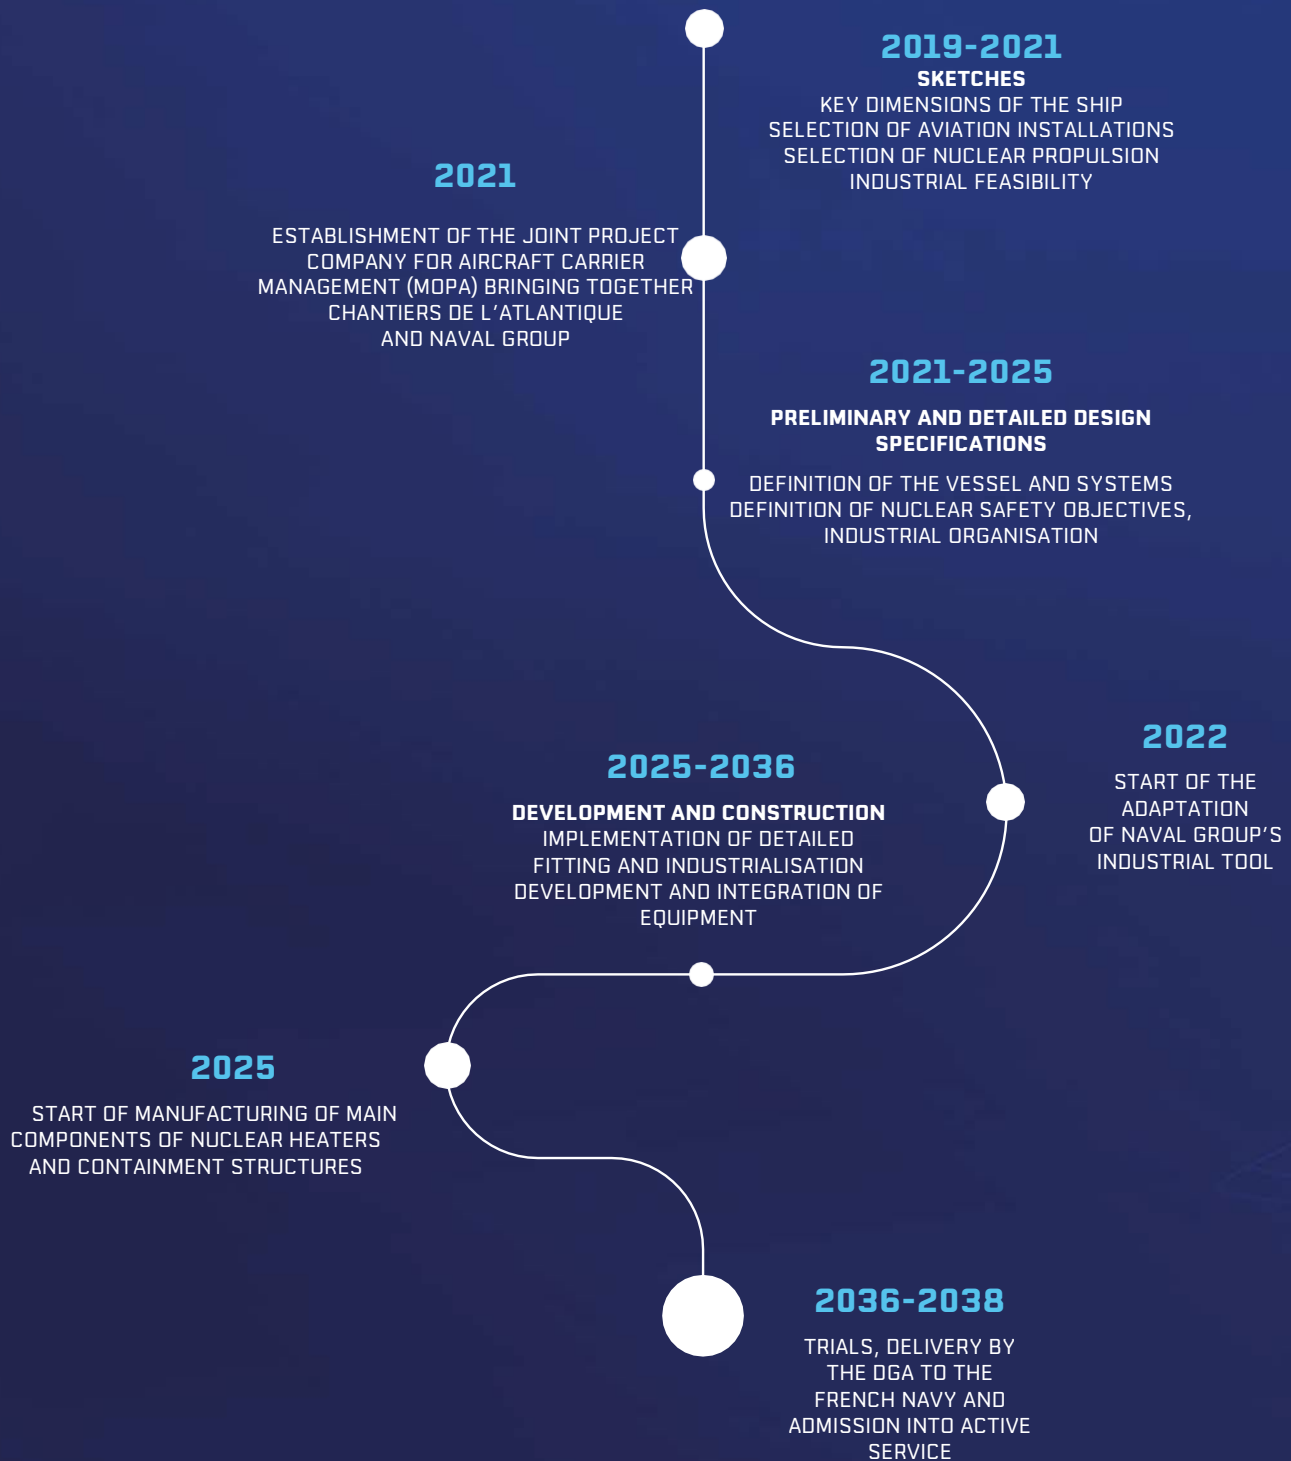 2019-2021
SKETCHES
KEY DIMENSIONS OF THE SHIP
SELECTION OF AVIATION INSTALLATIONS
SELECTION OF NUCLEAR PROPULSION
INDUSTRIAL FEASIBILITY
2021
ESTABLISHMENT OF THE JOINT PROJECT
COMPANY FOR AIRCRAFT CARRIER
MANAGEMENT (MOPA) BRINGING TOGETHER
CHANTIERS DE L'ATLANTIQUE
AND NAVAL GROUP
2021-2025
PRELIMINARY AND DETAILED DESIGN
SPECIFICATIONS
DEFINITION OF THE VESSEL AND SYSTEMS
DEFINITION OF NUCLEAR SAFETY OBJECTIVES,
INDUSTRIAL ORGANISATION
2022
START OF THE
ADAPTATION
OF NAVAL GROUP'S
INDUSTRIAL TOOL
2025-2036
DEVELOPMENT AND CONSTRUCTION
IMPLEMENTATION OF DETAILED
FITTING AND INDUSTRIALISATION
DEVELOPMENT AND INTEGRATION OF
EQUIPMENT
2025
START OF MANUFACTURING OF MAIN
COMPONENTS OF NUCLEAR HEATERS
AND CONTAINMENT STRUCTURES
2036-2038
TRIALS, DELIVERY BY
THE DGA TO THE
FRENCH NAVY AND
ADMISSION INTO ACTIVE
SERVICE